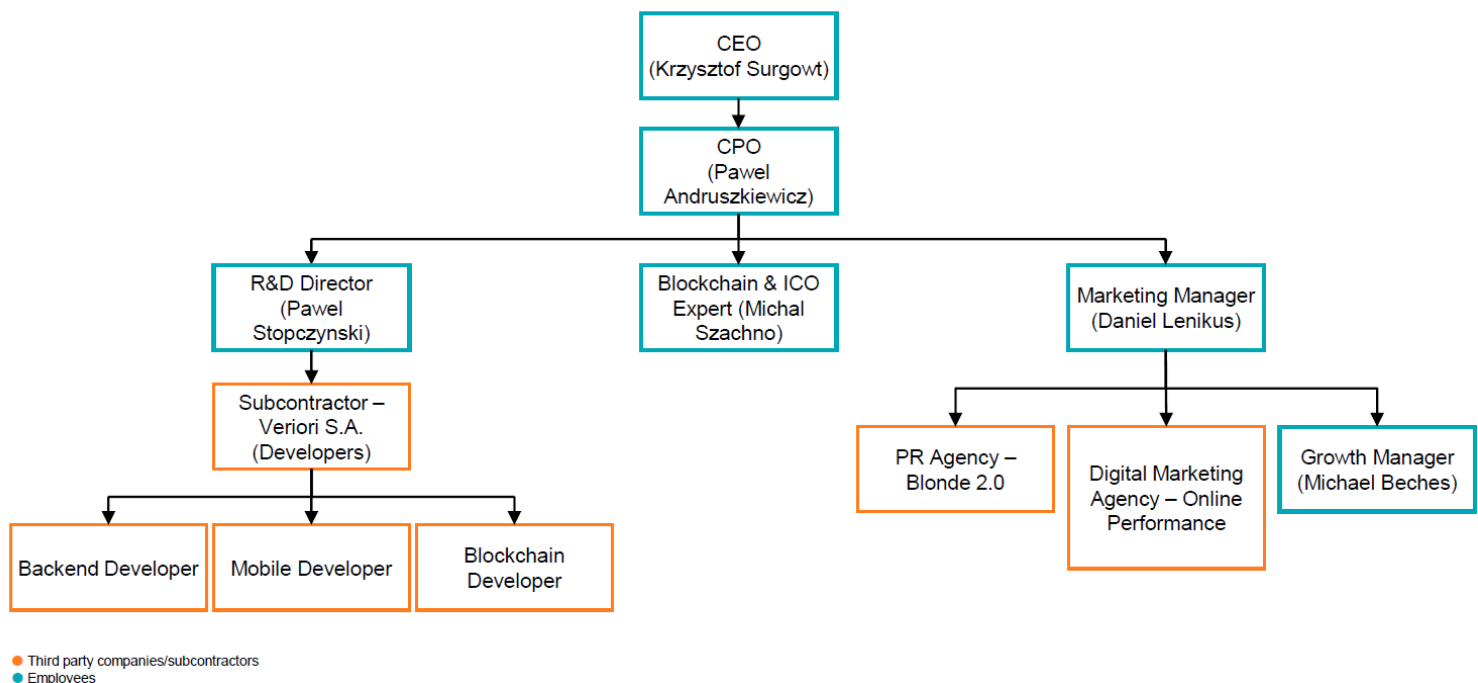 CEO
(Krzysztof Surgowt)
CPO
(Pawel
Andruszkiewicz)
R&D Director
(Pawel
Stopczynski)
Blockchain & ICO
Expert (Michal
Szachno)
Marketing Manager
(Daniel Lenikus)
Subcontractor –
Veriori S.A.
(Developers)
PR Agency –
Blonde 2.0
Digital Marketing
Agency – Online
Performance
Growth Manager
(Michael Beches)
Backend Developer
Mobile Developer
Blockchain
Developer
Third party companies/subcontractors
Employees